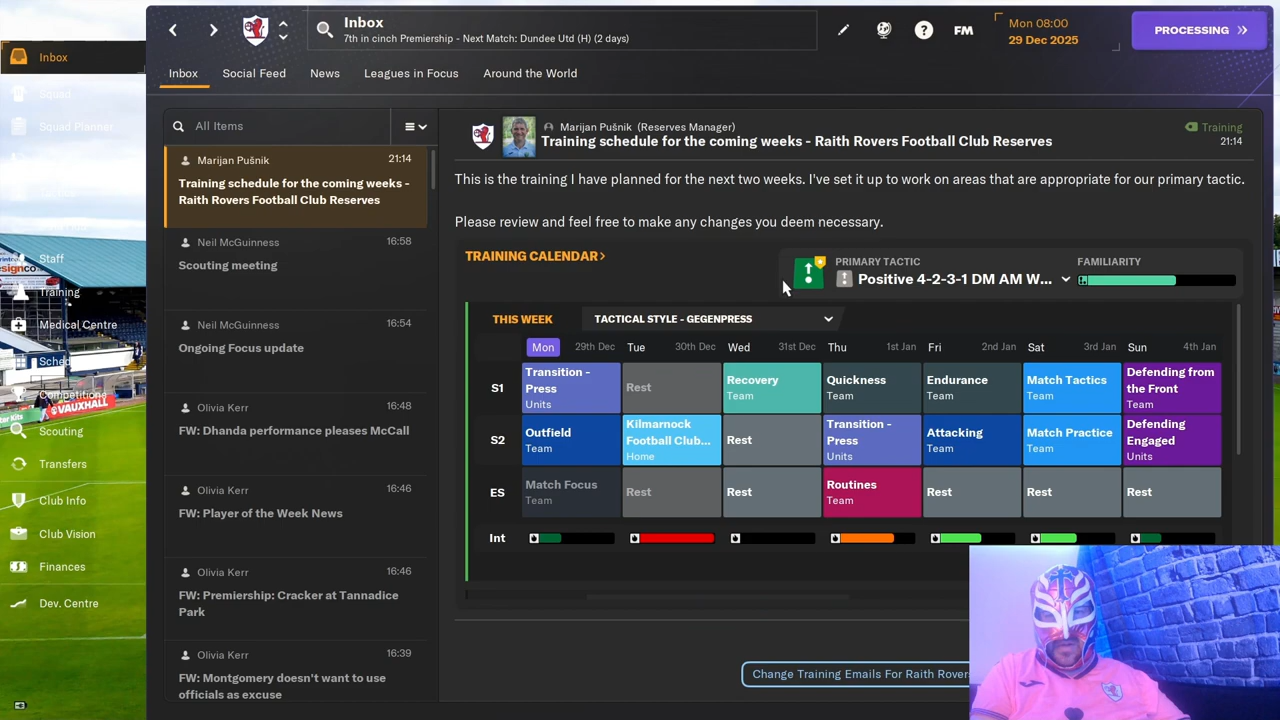 Inbox
7th in cinch Premiership - Next Match: Dundee Utd (H) (2 days)
FM
Mon 08:00
29 Dec 2025
PROCESSING
Inbox
Social Feed
News
Leagues in Focus
Around the World
Inbox
Squad
Squad Planner
Staff
Training
Medical Centre
Sched
Competitions
Scouting
Transfers
Club Info
Club Vision
Finances
Dev. Centre
VAUXHALL
All Items
Marijan Pušnik 21:14
Training schedule for the coming weeks -
Raith Rovers Football Club Reserves
Neil McGuinness 16:58
Scouting meeting
Neil McGuinness 16:54
Ongoing Focus update
Olivia Kerr 16:48
FW: Dhanda performance pleases McCall
Olivia Kerr 16:46
FW: Player of the Week News
Olivia Kerr 16:46
FW: Premiership: Cracker at Tannadice
Park
Olivia Kerr 16:39
FW: Montgomery doesn't want to use
officials as excuse
Marijan Pušnik (Reserves Manager)
Training schedule for the coming weeks - Raith Rovers Football Club Reserves
Training
21:14
This is the training I have planned for the next two weeks. I've set it up to work on areas that are appropriate for our primary tactic.
Please review and feel free to make any changes you deem necessary.
TRAINING CALENDAR>
PRIMARY TACTIC
Positive 4-2-3-1 DM AM W...
FAMILIARITY
THIS WEEK
TACTICAL STYLE - GEGENPRESS
Mon 29th Dec Tue 30th Dec Wed 31st Dec Thu 1st Jan Fri 2nd Jan Sat 3rd Jan Sun 4th Jan
S1
Transition - Press Units
Rest
Recovery Team
Quickness Team
Endurance Team
Match Tactics Team
Defending from the Front Team
S2
Outfield Team
Kilmarnock Football Club... Home
Rest
Transition - Press Units
Attacking Team
Match Practice Team
Defending Engaged Units
ES
Match Focus Team
Rest
Rest
Routines Team
Rest
Rest
Rest
Int
Change Training Emails For Raith Rovers